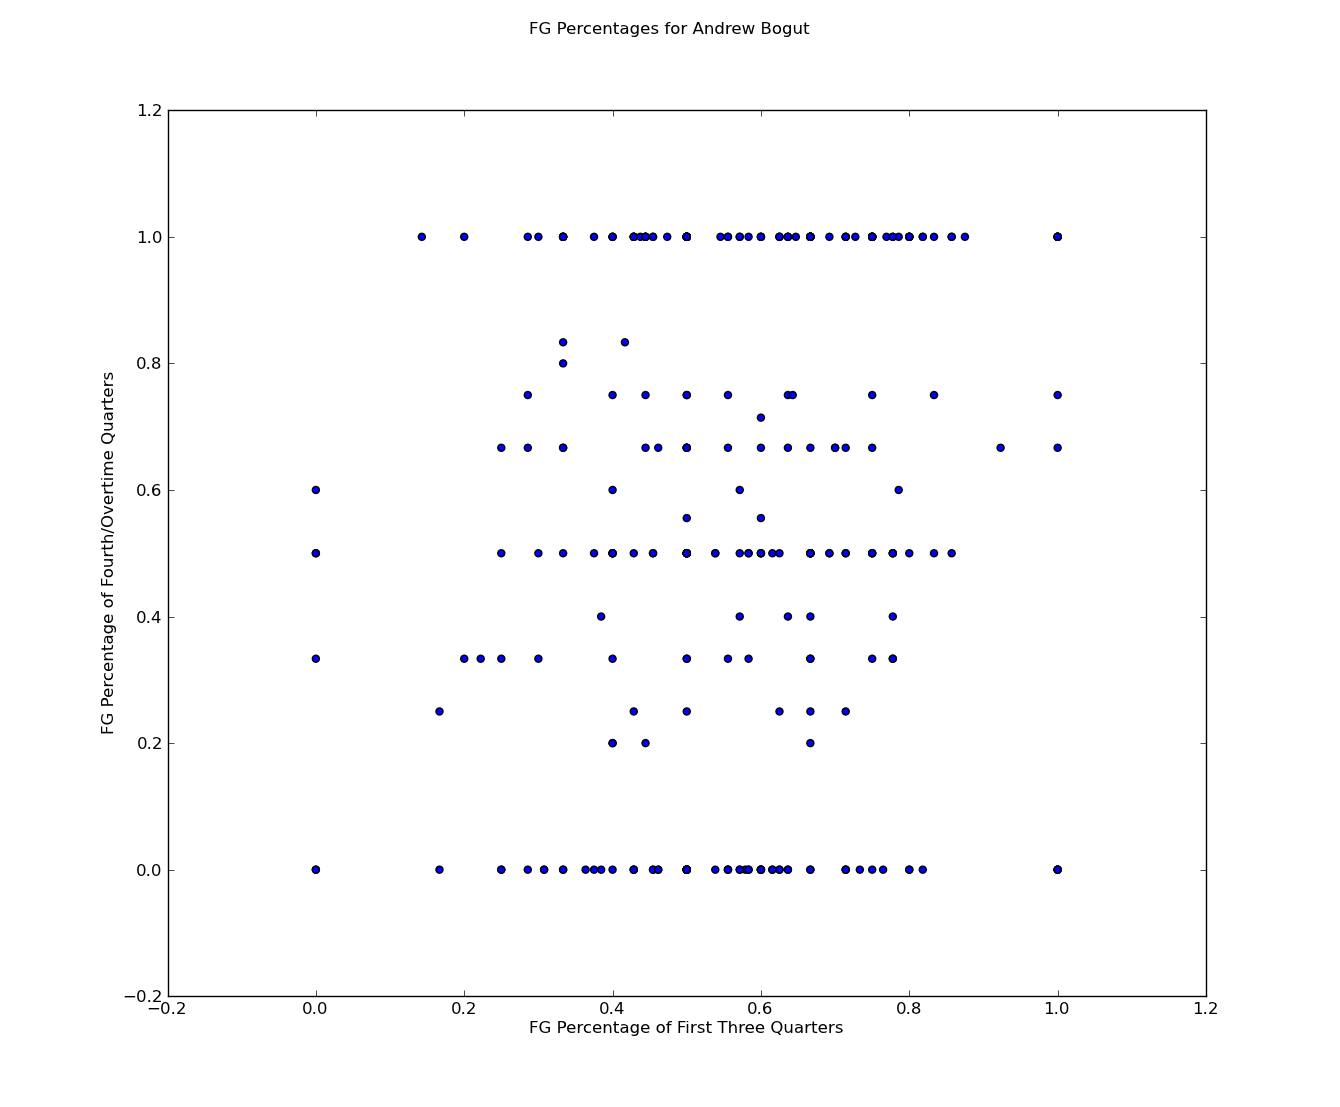 FG Percentages for Andrew Bogut
1.2
1.0
0.8
0.6
0.4
0.2
0.0
−0.2
FG Percentage of Fourth/Overtime Quarters
−0.2 0.0 0.2 0.4 0.6 0.8 1.0 1.2
FG Percentage of First Three Quarters